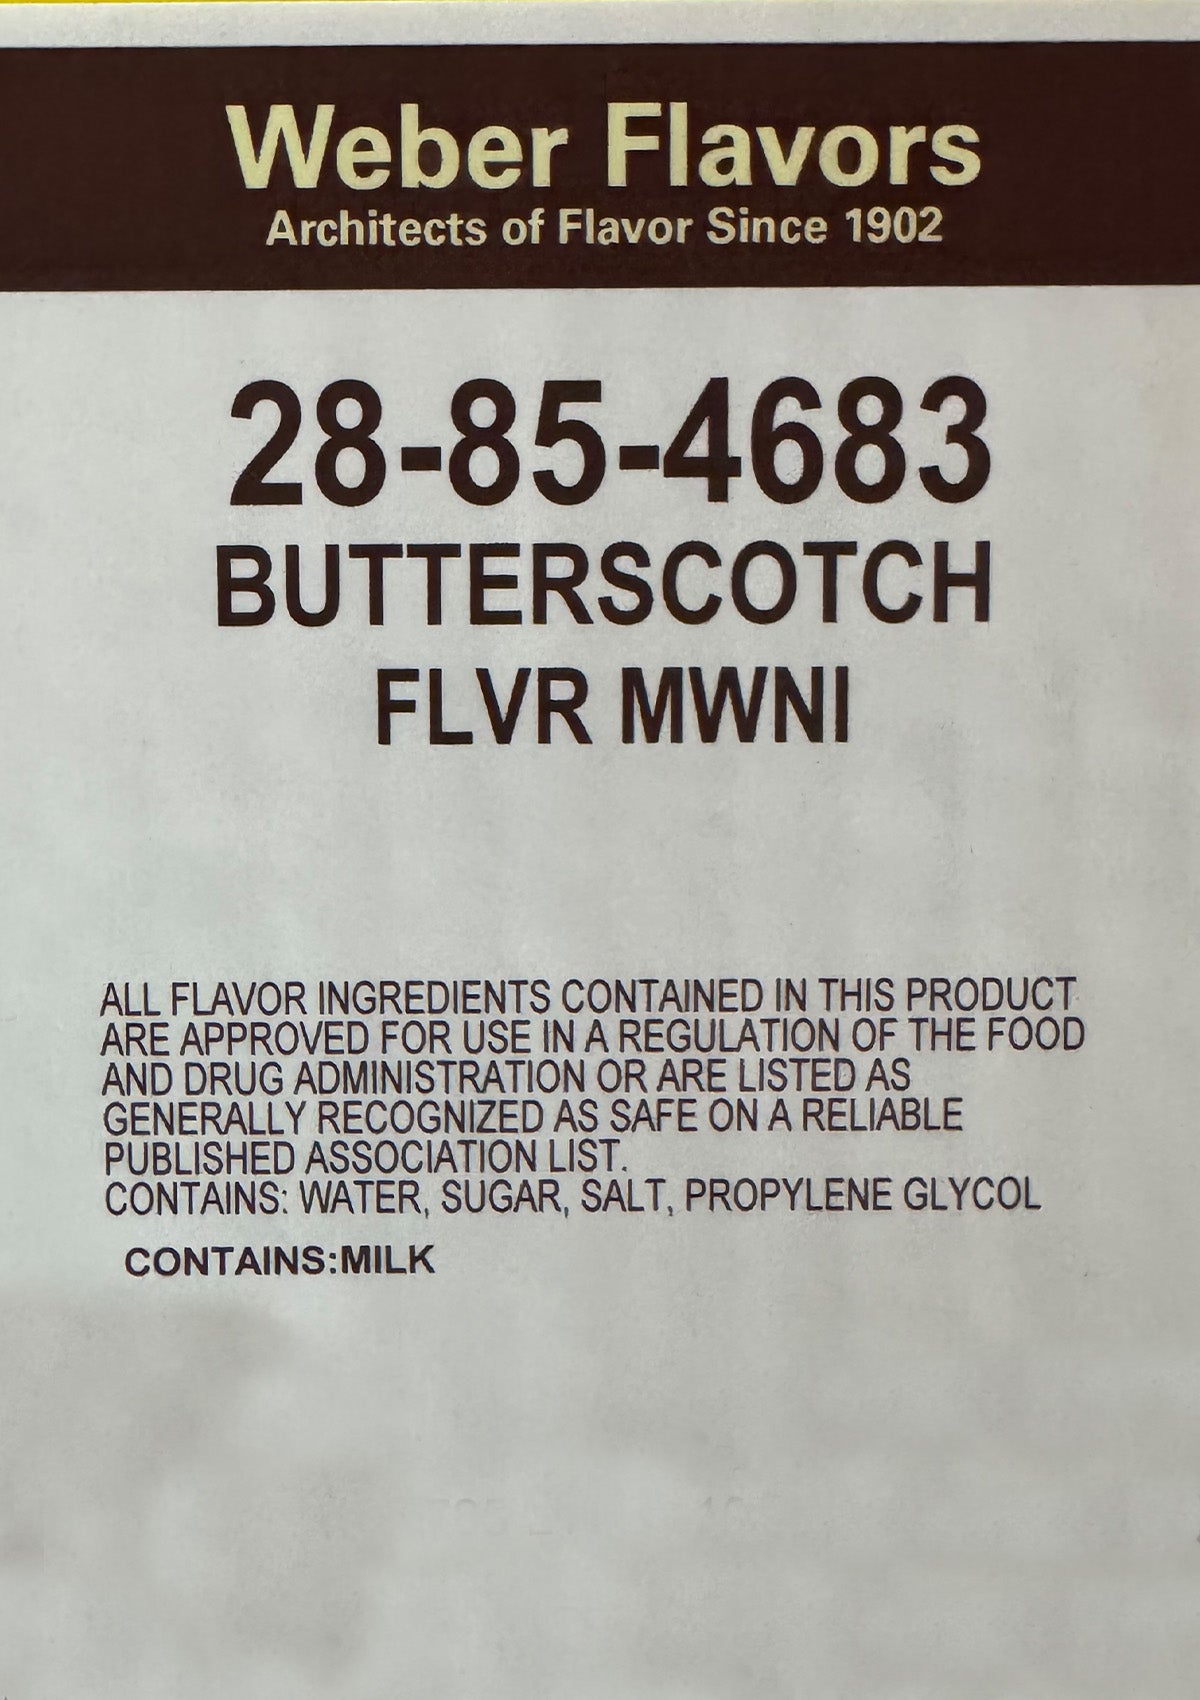 Weber Flavors
Architects of Flavor Since 1902
28-85-4683
BUTTERSCOTCH
FLVR MWNI
ALL FLAVOR INGREDIENTS CONTAINED IN THIS PRODUCT
ARE APPROVED FOR USE IN A REGULATION OF THE FOOD
AND DRUG ADMINISTRATION OR ARE LISTED AS
GENERALLY RECOGNIZED AS SAFE ON A RELIABLE
PUBLISHED ASSOCIATION LIST.
CONTAINS: WATER, SUGAR, SALT, PROPYLENE GLYCOL
CONTAINS:MILK